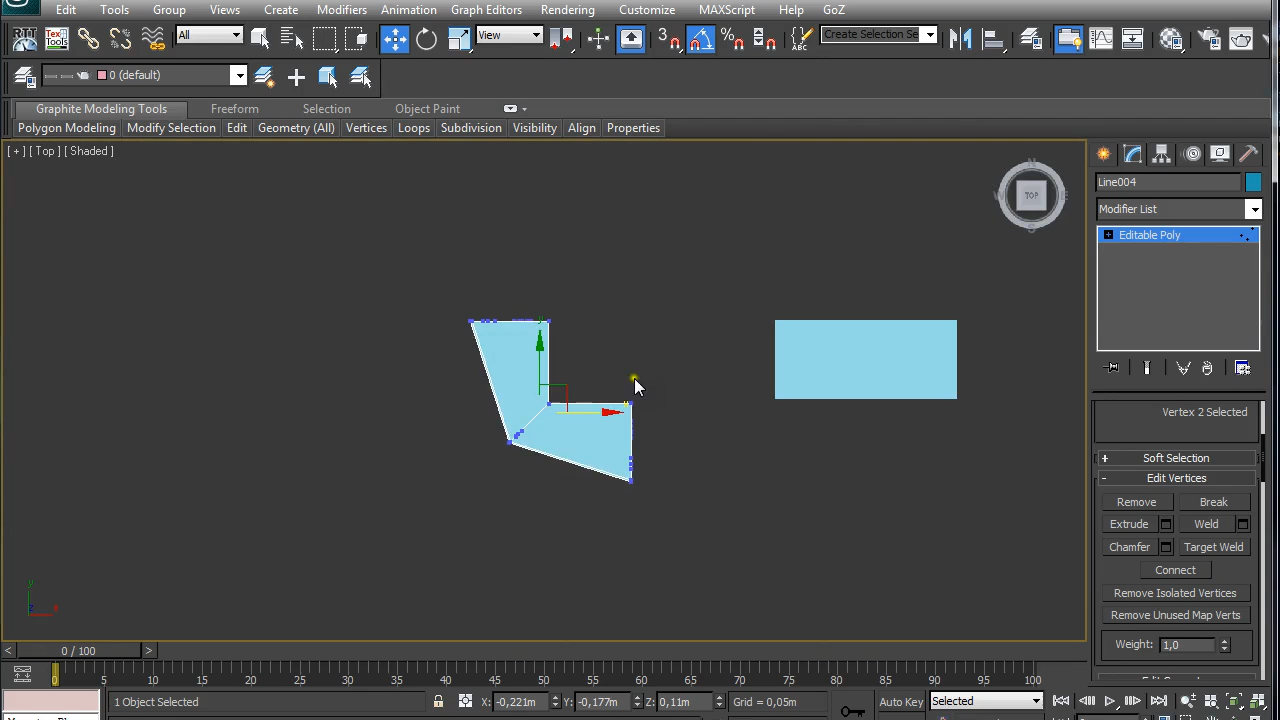 Edit Tools Group Views Create Modifiers Animation Graph Editors Rendering Customize MAXScript Help GoZ
All View 3 Create Selection Se
0 (default)
Graphite Modeling Tools Freeform Selection Object Paint
Polygon Modeling Modify Selection Edit Geometry (All) Vertices Loops Subdivision Visibility Align Properties
[ + ] [ Top ] [ Shaded ]
N
TOP
S
Line004
Modifier List
Editable Poly
Vertex 2 Selected
+ Soft Selection
- Edit Vertices
Remove Break
Extrude Weld
Chamfer Target Weld
Connect
Remove Isolated Vertices
Remove Unused Map Verts
Weight: 1,0
y
z x
< 0 / 100 >
0 5 10 15 20 25 30 35 40 45 50 55 60 65 70 75 80 85 90 95 100
1 Object Selected X: -0,221m Y: -0,177m Z: 0,11m Grid = 0,05m Auto Key Selected